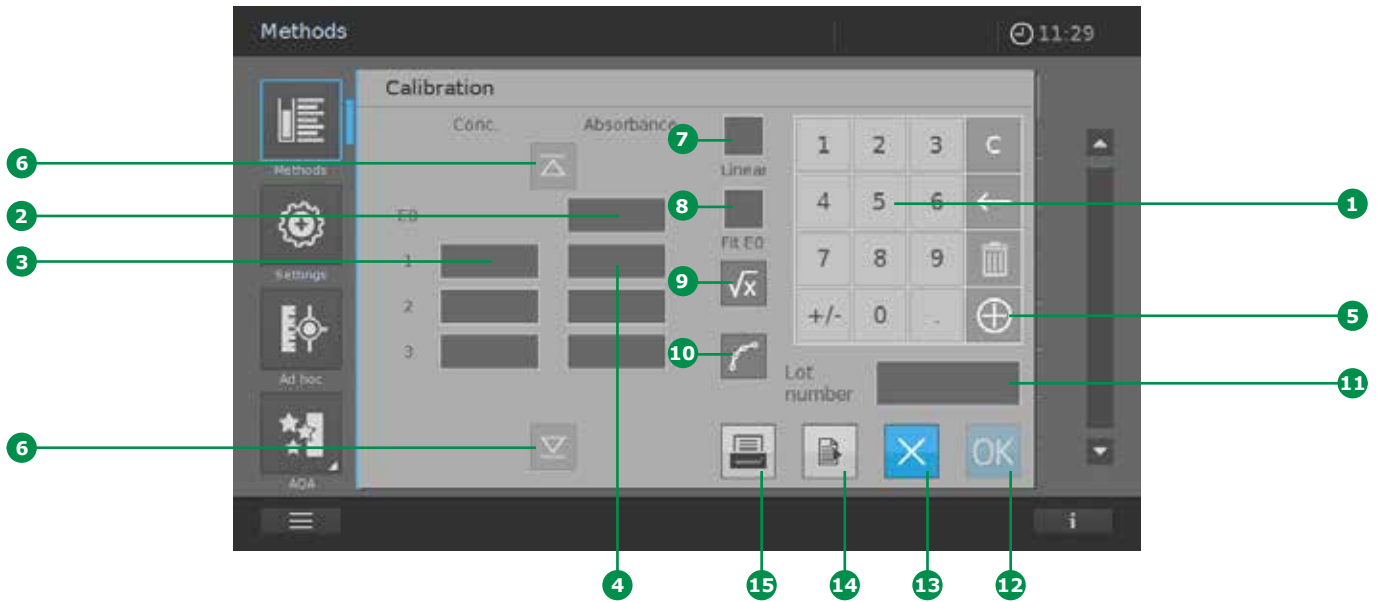 Methods 11:29
Calibration
Conc. Absorbance
7
1 2 3 C
6
Methods
Linear
2
E0
8
4 5 6 ←
1
3
1
Fit E0
7 8 9
Settings
9
√x
2
+/- 0 .
5
3
10
Ad hoc
Lot
number
11
6
OK
AQA
i
4 15 14 13 12